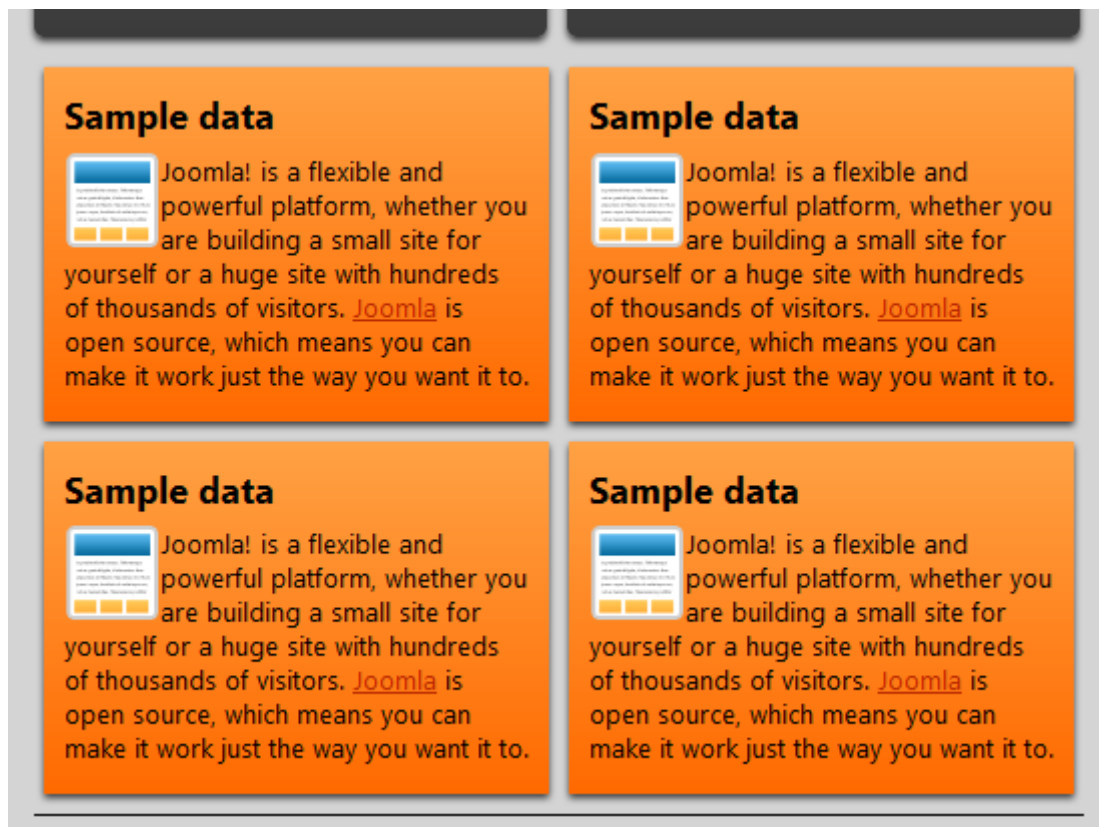 Sample data
Joomla! is a flexible and
powerful platform, whether you
are building a small site for
yourself or a huge site with hundreds
of thousands of visitors. Joomla is
open source, which means you can
make it work just the way you want it to.
Sample data
Joomla! is a flexible and
powerful platform, whether you
are building a small site for
yourself or a huge site with hundreds
of thousands of visitors. Joomla is
open source, which means you can
make it work just the way you want it to.
Sample data
Joomla! is a flexible and
powerful platform, whether you
are building a small site for
yourself or a huge site with hundreds
of thousands of visitors. Joomla is
open source, which means you can
make it work just the way you want it to.
Sample data
Joomla! is a flexible and
powerful platform, whether you
are building a small site for
yourself or a huge site with hundreds
of thousands of visitors. Joomla is
open source, which means you can
make it work just the way you want it to.